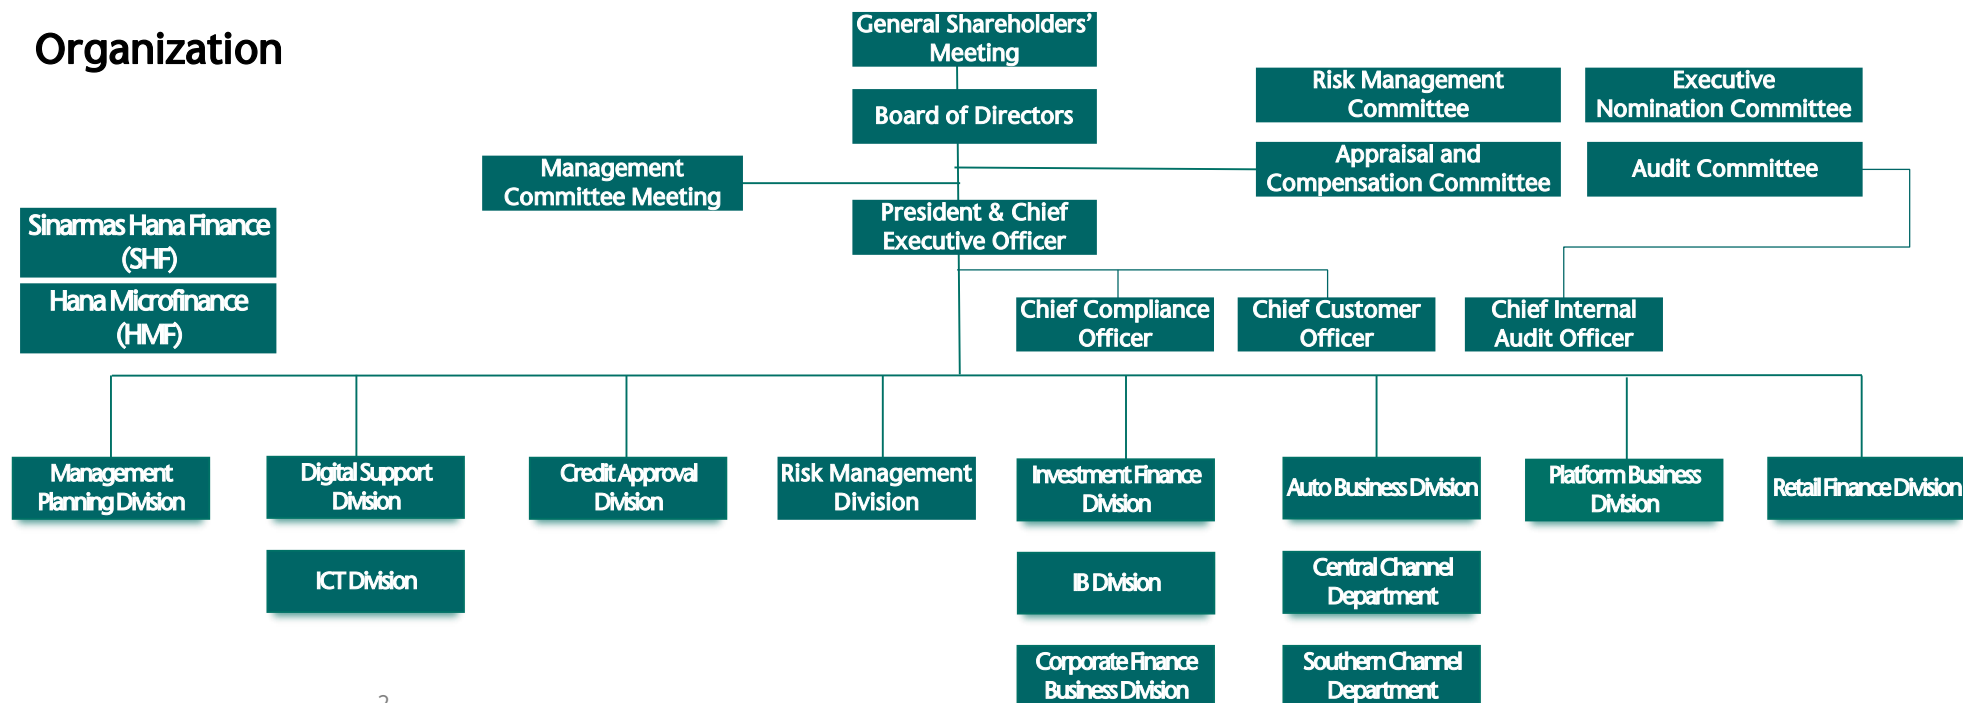 Organization
General Shareholders’
Meeting
Board of Directors
Risk Management
Committee
Executive
Nomination Committee
Appraisal and
Compensation Committee
Audit Committee
Management
Committee Meeting
President & Chief
Executive Officer
Sinarmas Hana Finance
(SHF)
Hana Microfinance
(HMF)
Chief Compliance
Officer
Chief Customer
Officer
Chief Internal
Audit Officer
Management
Planning Division
Digital Support
Division
Credit Approval
Division
Risk Management
Division
Investment Finance
Division
Auto Business Division
Platform Business
Division
Retail Finance Division
ICT Division
IB Division
Central Channel
Department
Corporate Finance
Business Division
Southern Channel
Department